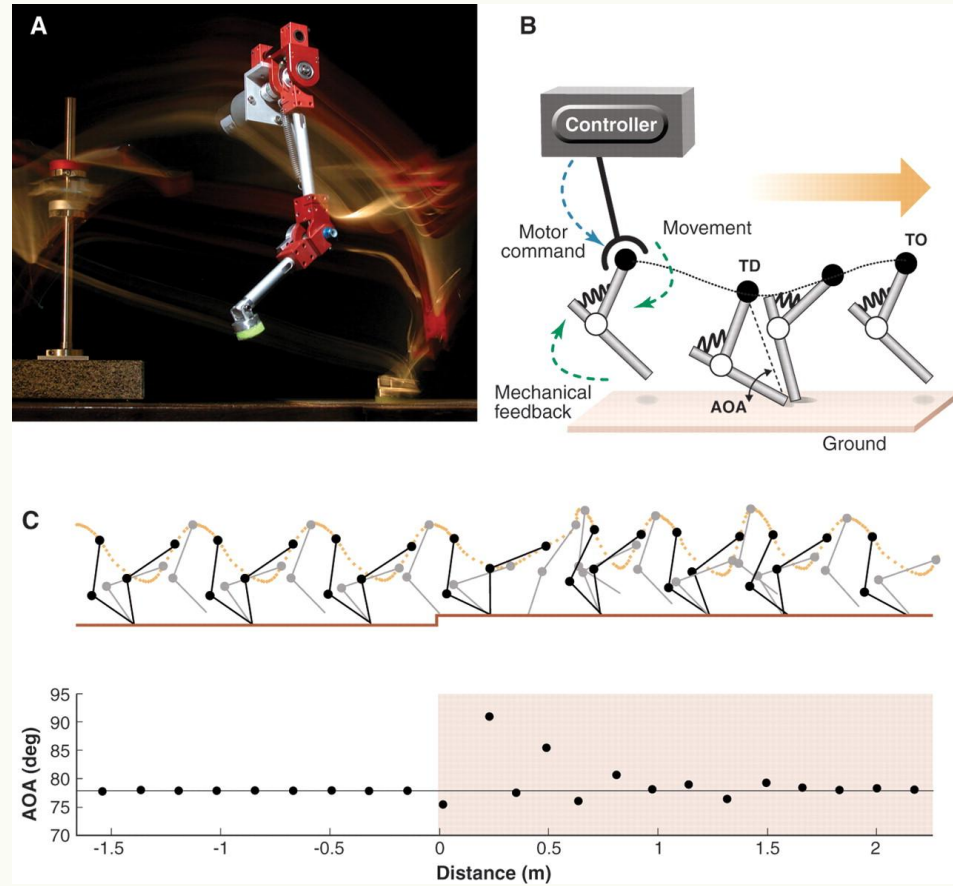 A
B
Controller
Motor
command
Movement
TD
TO
Mechanical
feedback
AOA
Ground
C
AOA (deg)
95
90
85
80
75
70
-1.5
-1
-0.5
0
0.5
1
1.5
2
Distance (m)